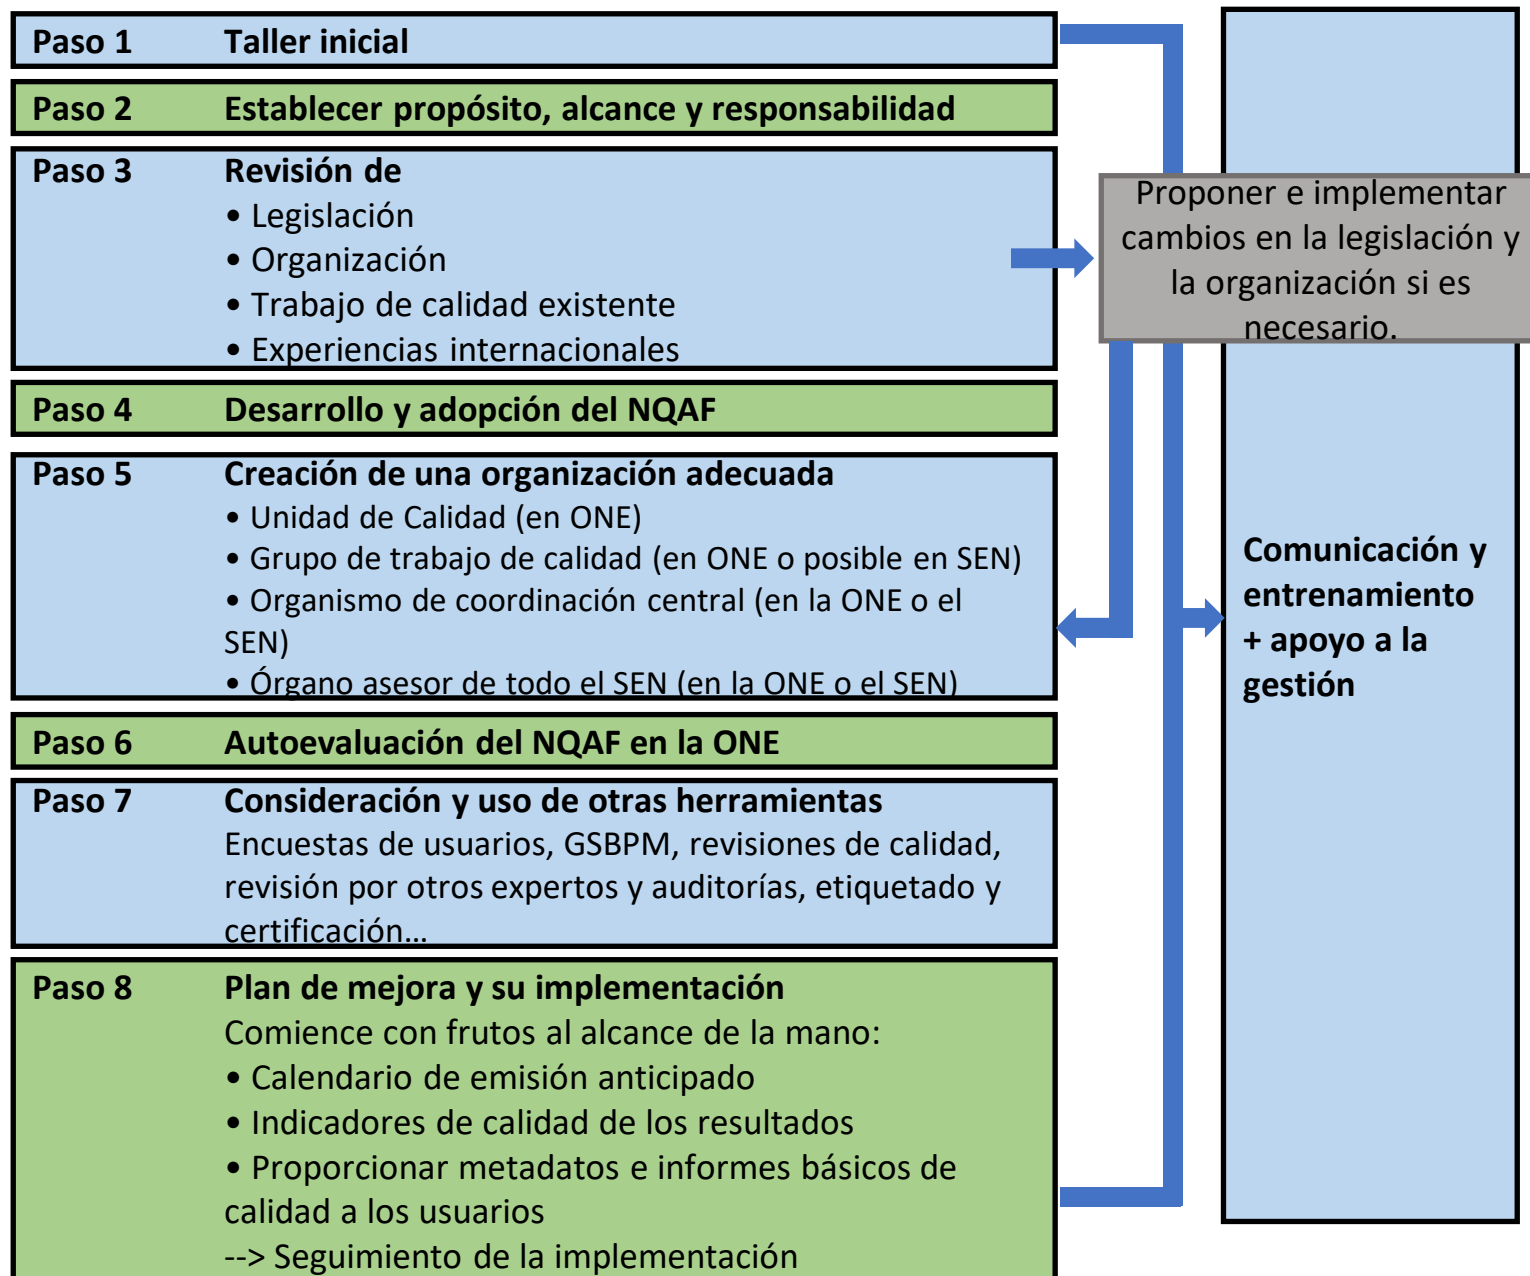 Paso 1 Taller inicial
Paso 2 Establecer propósito, alcance y responsabilidad
Paso 3 Revisión de
• Legislación
• Organización
• Trabajo de calidad existente
• Experiencias internacionales
Proponer e implementar
cambios en la legislación y
la organización si es
necesario.
Paso 4 Desarrollo y adopción del NQAF
Paso 5 Creación de una organización adecuada
• Unidad de Calidad (en ONE)
• Grupo de trabajo de calidad (en ONE o posible en SEN)
• Organismo de coordinación central (en la ONE o el
SEN)
• Órgano asesor de todo el SEN (en la ONE o el SEN)
Paso 6 Autoevaluación del NQAF en la ONE
Paso 7 Consideración y uso de otras herramientas
Encuestas de usuarios, GSBPM, revisiones de calidad,
revisión por otros expertos y auditorías, etiquetado y
certificación...
Paso 8 Plan de mejora y su implementación
Comience con frutos al alcance de la mano:
• Calendario de emisión anticipado
• Indicadores de calidad de los resultados
• Proporcionar metadatos e informes básicos de
calidad a los usuarios
--> Seguimiento de la implementación
Comunicación y
entrenamiento
+ apoyo a la
gestión